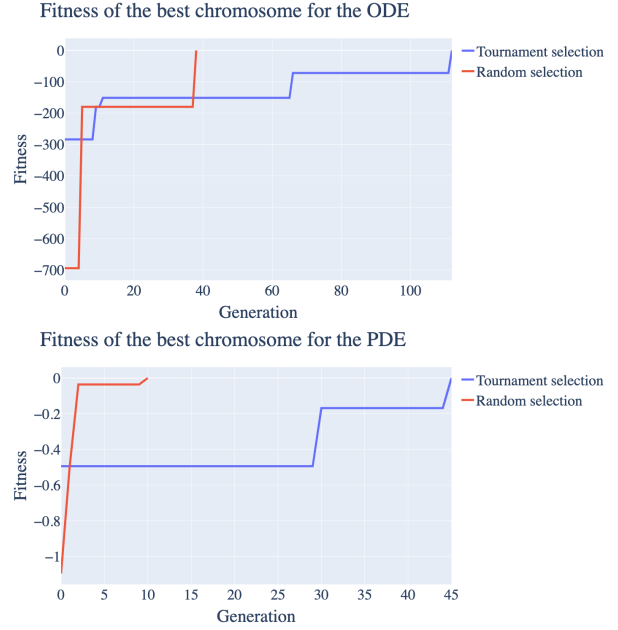 Fitness of the best chromosome for the ODE
0
−100
−200
−300
−400
−500
−600
−700
Fitness
0 20 40 60 80 100
Generation
Tournament selection
Random selection
Fitness of the best chromosome for the PDE
0
−0.2
−0.4
−0.6
−0.8
−1
Fitness
0 5 10 15 20 25 30 35 40 45
Generation
Tournament selection
Random selection